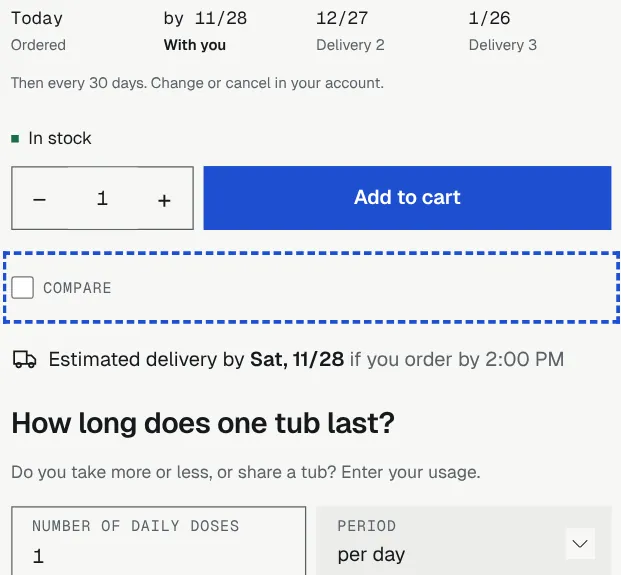 Today by 11/28 12/27 1/26
Ordered With you Delivery 2 Delivery 3
Then every 30 days. Change or cancel in your account.
In stock
− 1 +
Add to cart
COMPARE
Estimated delivery by Sat, 11/28 if you order by 2:00 PM
How long does one tub last?
Do you take more or less, or share a tub? Enter your usage.
NUMBER OF DAILY DOSES
1
PERIOD
per day